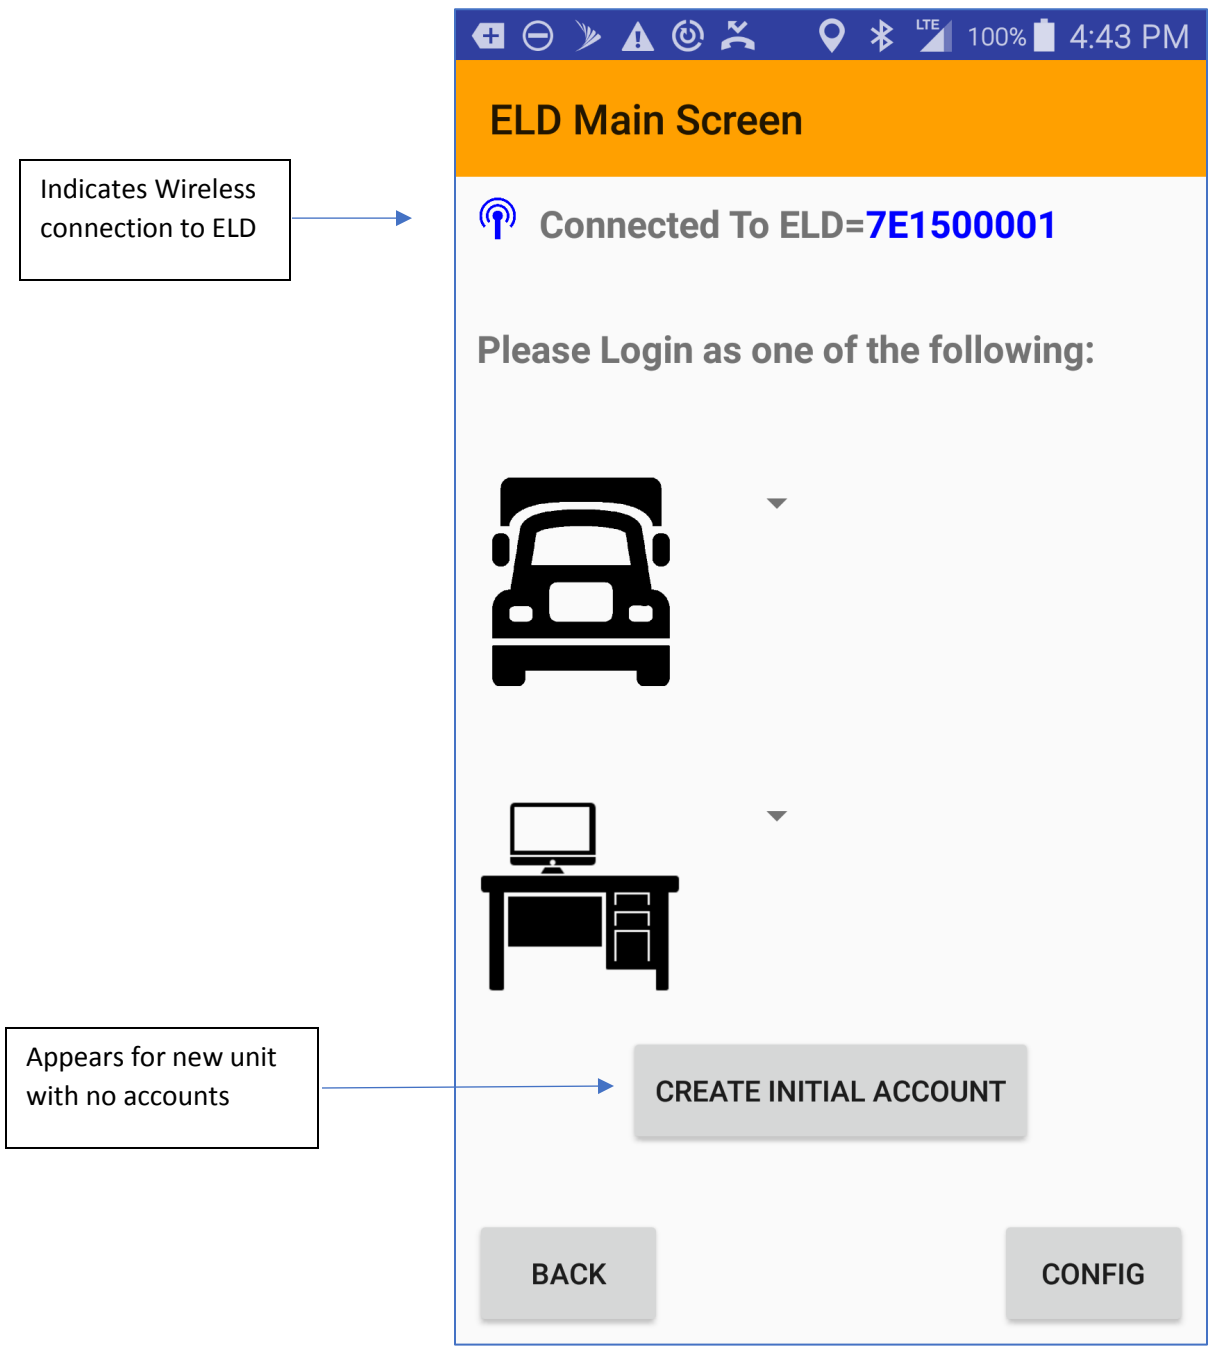 LTE 100% 4:43 PM
ELD Main Screen
Indicates Wireless
connection to ELD
Connected To ELD=7E1500001
Please Login as one of the following:
Appears for new unit
with no accounts
CREATE INITIAL ACCOUNT
BACK
CONFIG